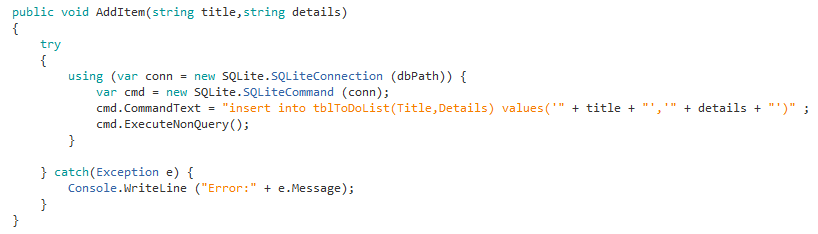 public void AddItem(string title,string details)
{
    try
    {
        using (var conn = new SQLite.SQLiteConnection (dbPath)) {
            var cmd = new SQLite.SQLiteCommand (conn);
            cmd.CommandText = "insert into tblToDoList(Title,Details) values('" + title + "','" + details + "')" ;
            cmd.ExecuteNonQuery();
        }

    } catch(Exception e) {
        Console.WriteLine ("Error:" + e.Message);
    }
}